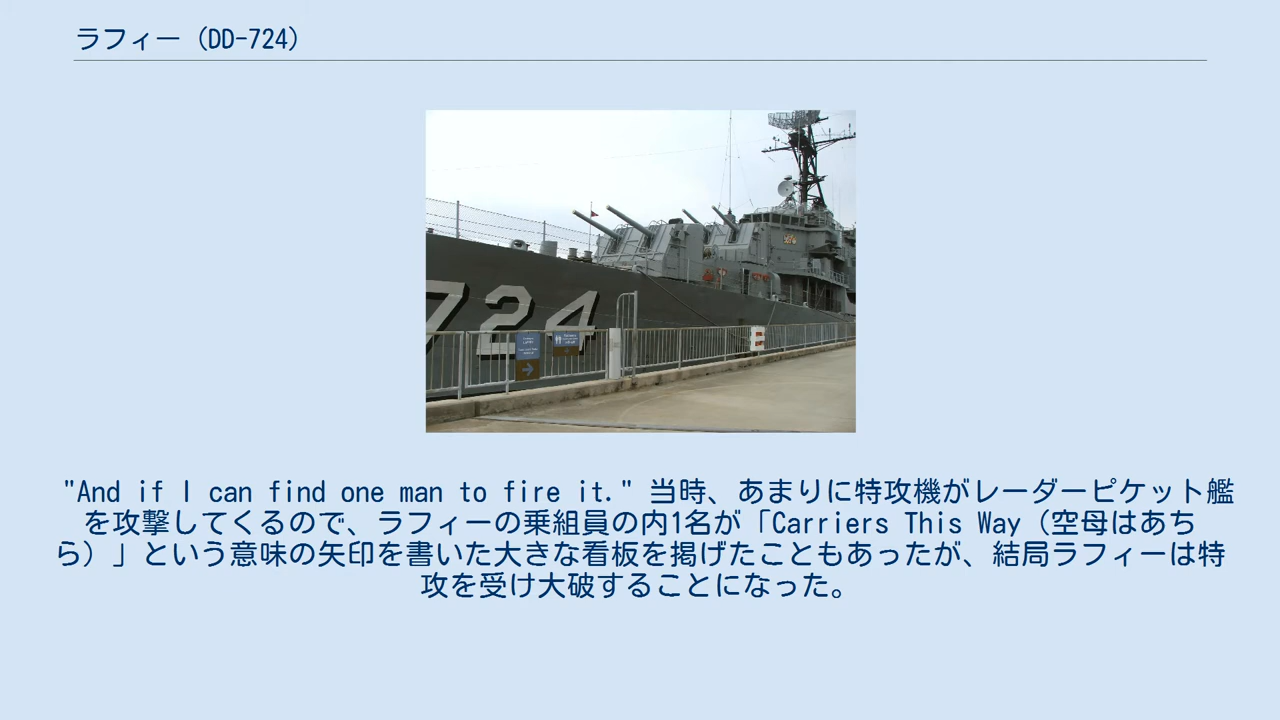 ラフィー（DD-724）
724
"And if I can find one man to fire it." 当時、あまりに特攻機がレーダーピケット艦
を攻撃してくるので、ラフィーの乗組員の内1名が「Carriers This Way（空母はあち
ら）」という意味の矢印を書いた大きな看板を掲げたこともあったが、結局ラフィーは特
攻を受け大破することになった。